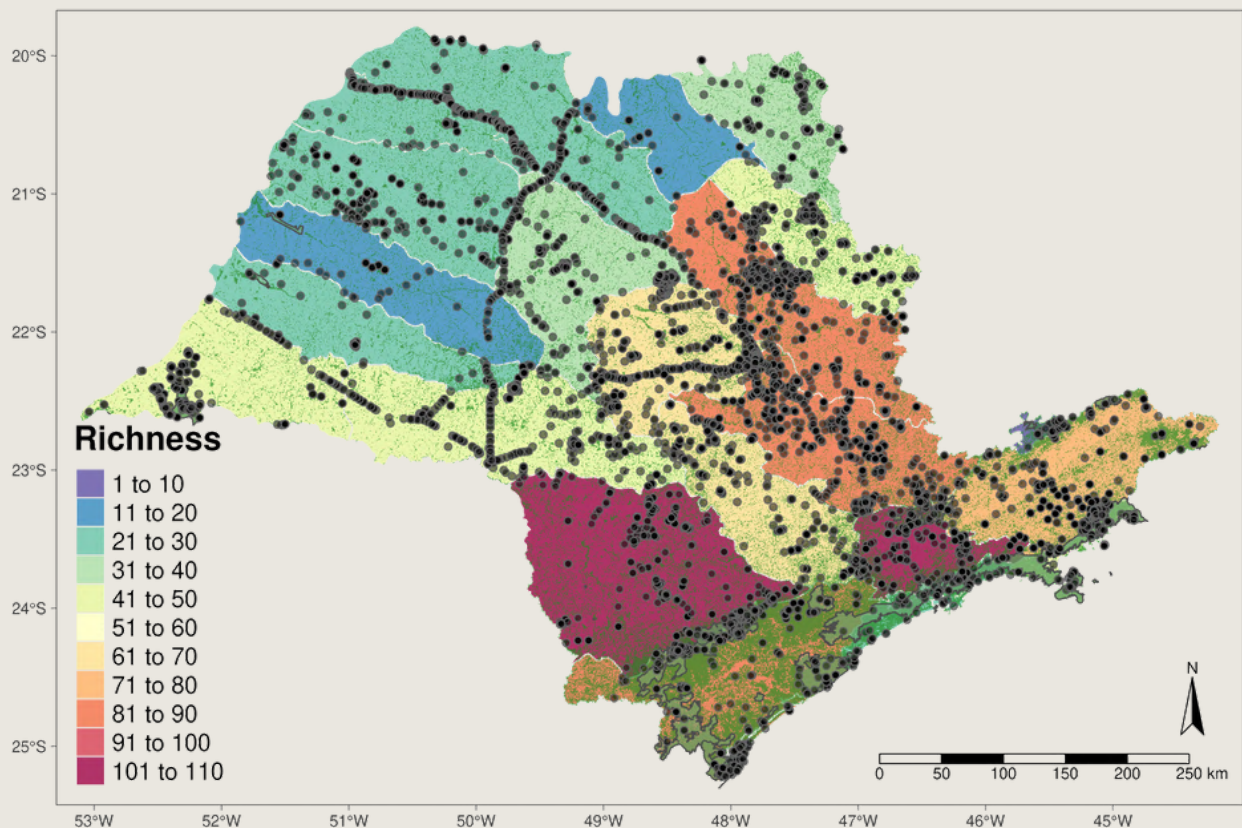 20°S
21°S
22°S
23°S
24°S
25°S
Richness
1 to 10
11 to 20
21 to 30
31 to 40
41 to 50
51 to 60
61 to 70
71 to 80
81 to 90
91 to 100
101 to 110
N
0 50 100 150 200 250 km
53°W 52°W 51°W 50°W 49°W 48°W 47°W 46°W 45°W